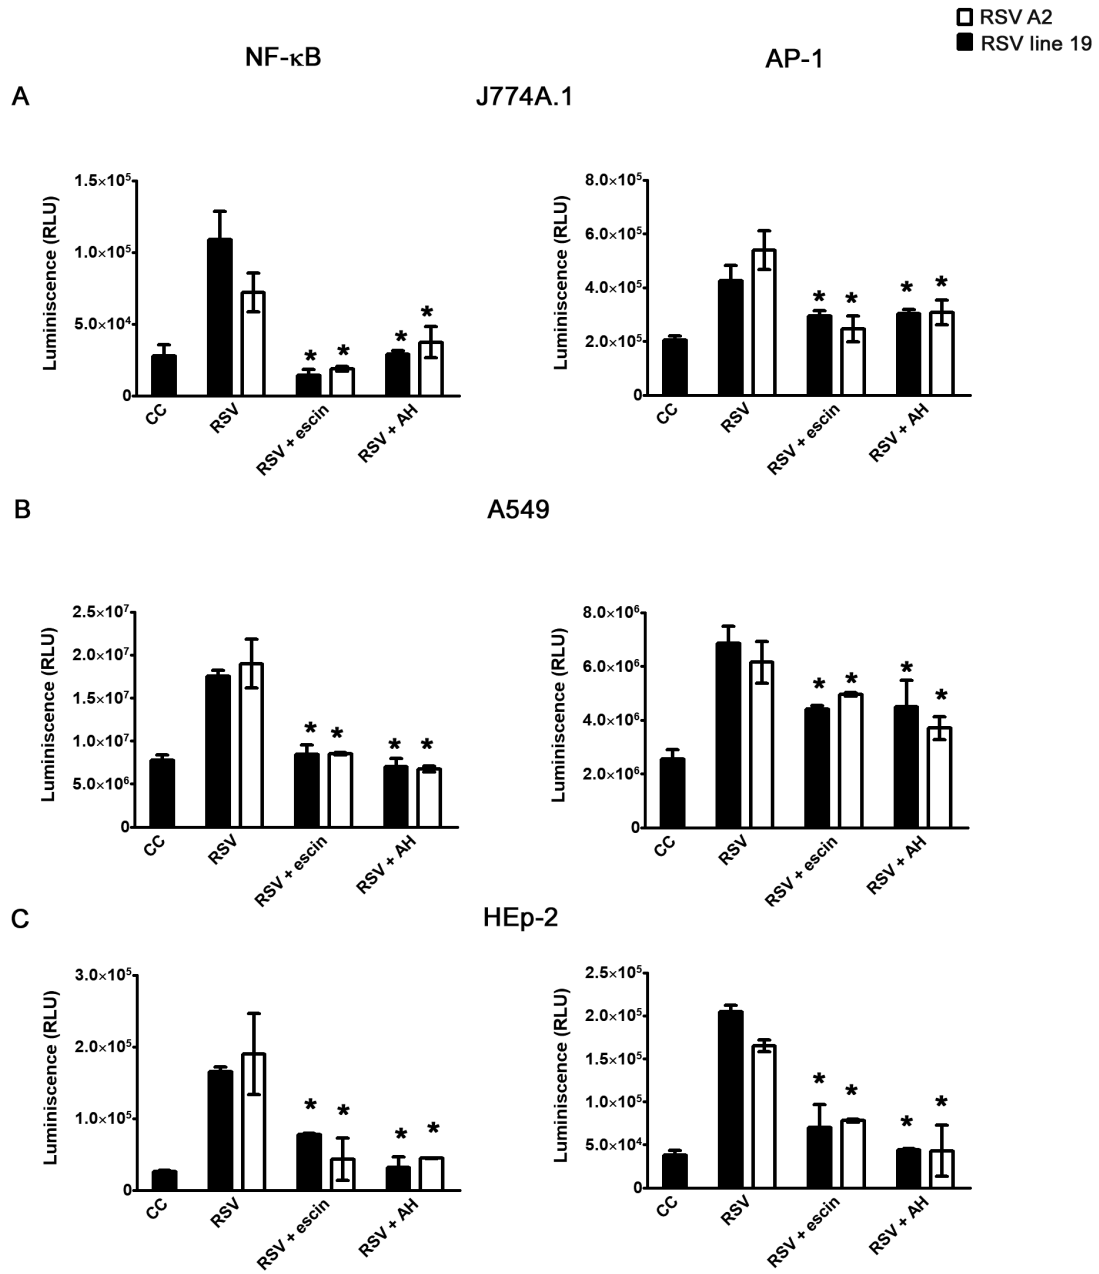 RSV A2
RSV line 19
NF-κB
AP-1
A
J774A.1
Luminiscence (RLU)
1.5×10⁵
1.0×10⁵
5.0×10⁴
0
CC
RSV
RSV + escin
RSV + AH
* * * *
Luminiscence (RLU)
8.0×10⁵
6.0×10⁵
4.0×10⁵
2.0×10⁵
0
CC
RSV
RSV + escin
RSV + AH
* * * *
B
A549
Luminiscence (RLU)
2.5×10⁷
2.0×10⁷
1.5×10⁷
1.0×10⁷
5.0×10⁶
0
CC
RSV
RSV + escin
RSV + AH
* * * *
Luminiscence (RLU)
8.0×10⁶
6.0×10⁶
4.0×10⁶
2.0×10⁶
0
CC
RSV
RSV + escin
RSV + AH
* * * *
C
HEp-2
Luminiscence (RLU)
3.0×10⁵
2.0×10⁵
1.0×10⁵
0
CC
RSV
RSV + escin
RSV + AH
* * * *
Luminiscence (RLU)
2.5×10⁵
2.0×10⁵
1.5×10⁵
1.0×10⁵
5.0×10⁴
0
CC
RSV
RSV + escin
RSV + AH
* * * *